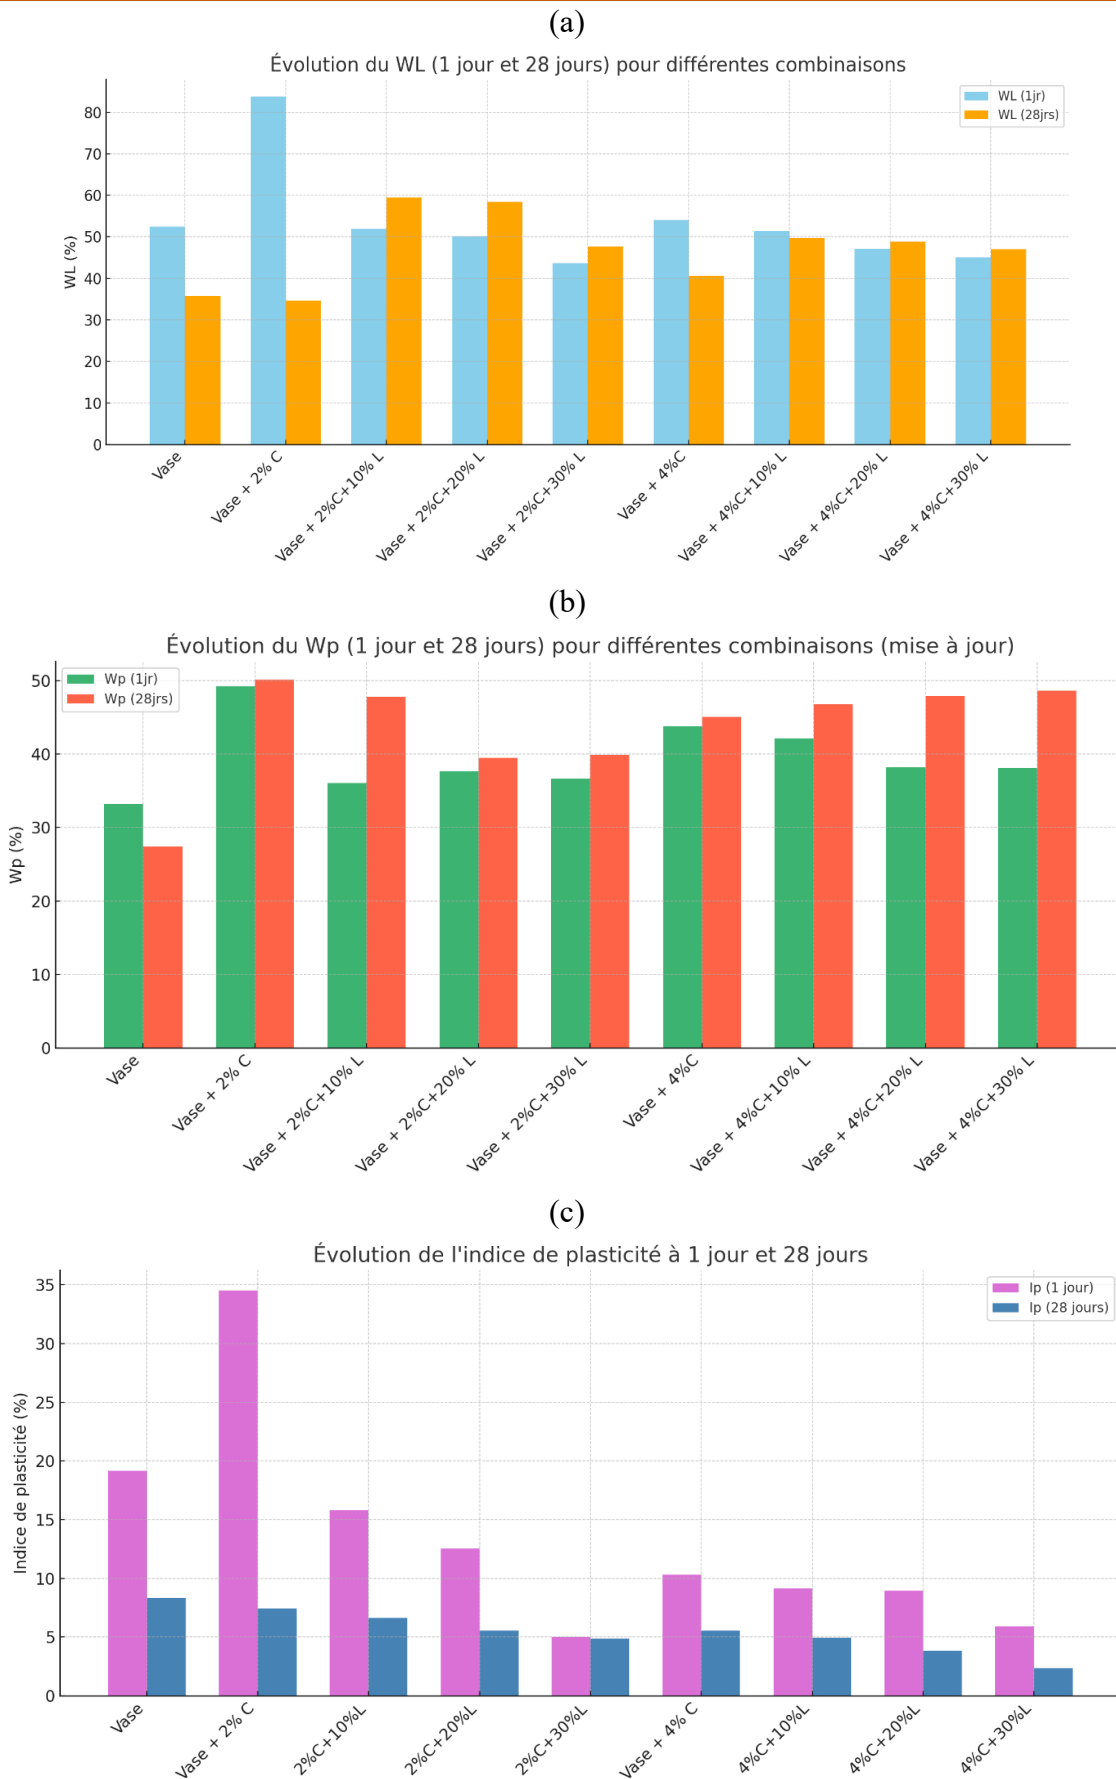 (a)
Évolution du WL (1 jour et 28 jours) pour différentes combinaisons
WL (1jr)
WL (28jrs)
WL (%)
80
70
60
50
40
30
20
10
0
Vase
Vase + 2% C
Vase + 2%C+10% L
Vase + 2%C+20% L
Vase + 2%C+30% L
Vase + 4%C
Vase + 4%C+10% L
Vase + 4%C+20% L
Vase + 4%C+30% L
(b)
Évolution du Wp (1 jour et 28 jours) pour différentes combinaisons (mise à jour)
Wp (1jr)
Wp (28jrs)
Wp (%)
50
40
30
20
10
0
Vase
Vase + 2% C
Vase + 2%C+10% L
Vase + 2%C+20% L
Vase + 2%C+30% L
Vase + 4%C
Vase + 4%C+10% L
Vase + 4%C+20% L
Vase + 4%C+30% L
(c)
Évolution de l'indice de plasticité à 1 jour et 28 jours
Ip (1 jour)
Ip (28 jours)
Indice de plasticité (%)
35
30
25
20
15
10
5
0
Vase
Vase + 2% C
2%C+10%L
2%C+20%L
2%C+30%L
Vase + 4% C
4%C+10%L
4%C+20%L
4%C+30%L